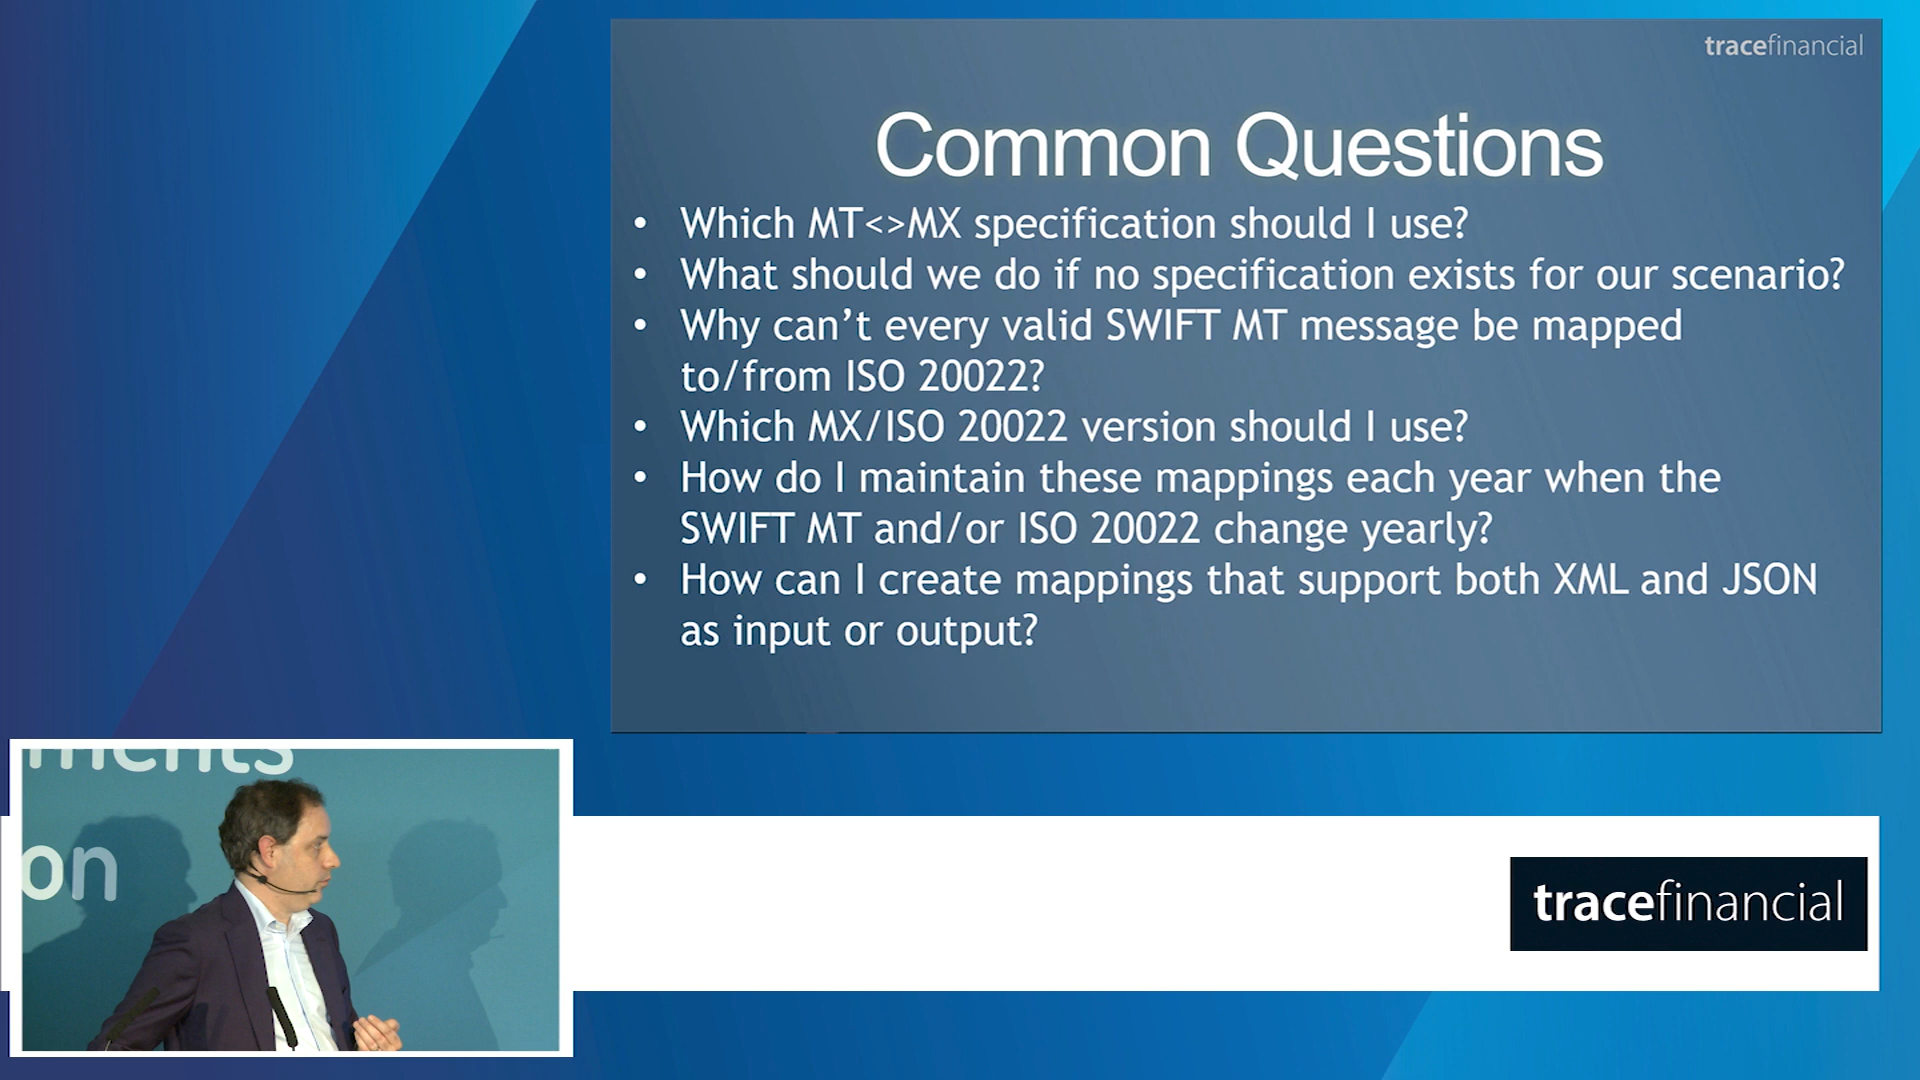 tracefinancial
Common Questions
• Which MT<>MX specification should I use?
• What should we do if no specification exists for our scenario?
• Why can’t every valid SWIFT MT message be mapped
to/from ISO 20022?
• Which MX/ISO 20022 version should I use?
• How do I maintain these mappings each year when the
SWIFT MT and/or ISO 20022 change yearly?
• How can I create mappings that support both XML and JSON
as input or output?
ments
on
tracefinancial